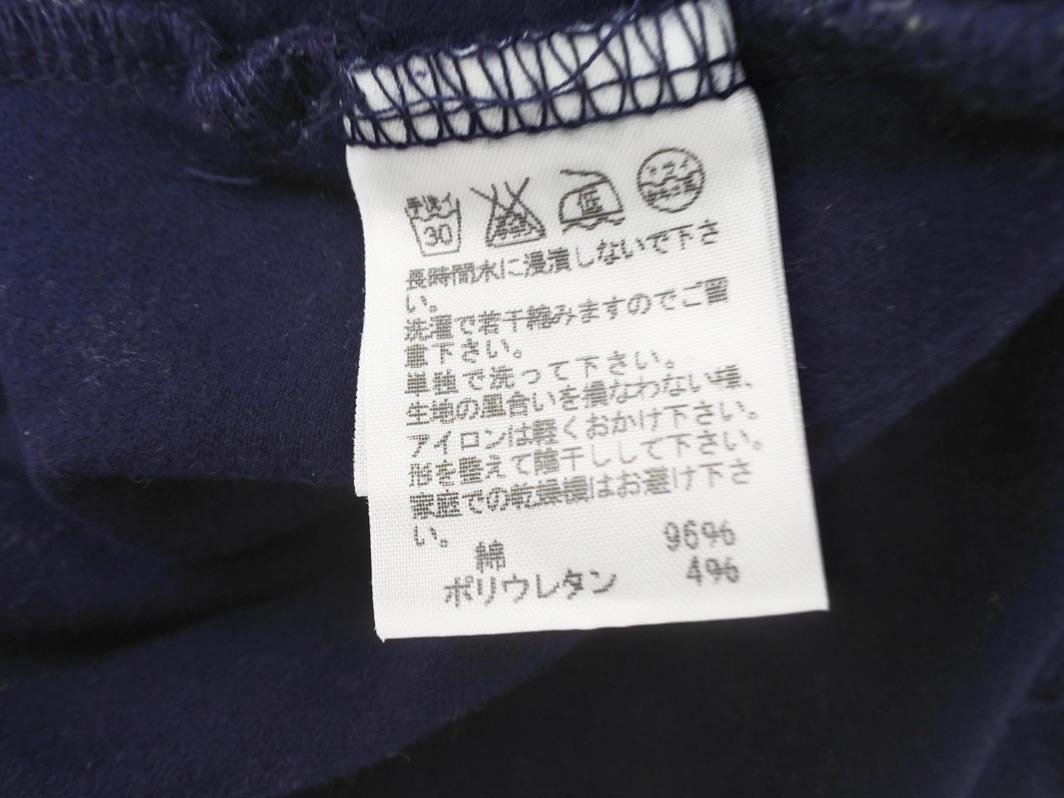 手洗イ
30
低
ドライ
長時間水に浸漬しないで下さ
い。
洗濯で若干縮みますのでご留
意下さい。
単独で洗って下さい。
生地の風合いを損なわない様、
アイロンは軽くおかけ下さい。
形を整えて陰干しして下さい。
家庭での乾燥機はお避け下さ
い。
綿 96%
ポリウレタン 4%